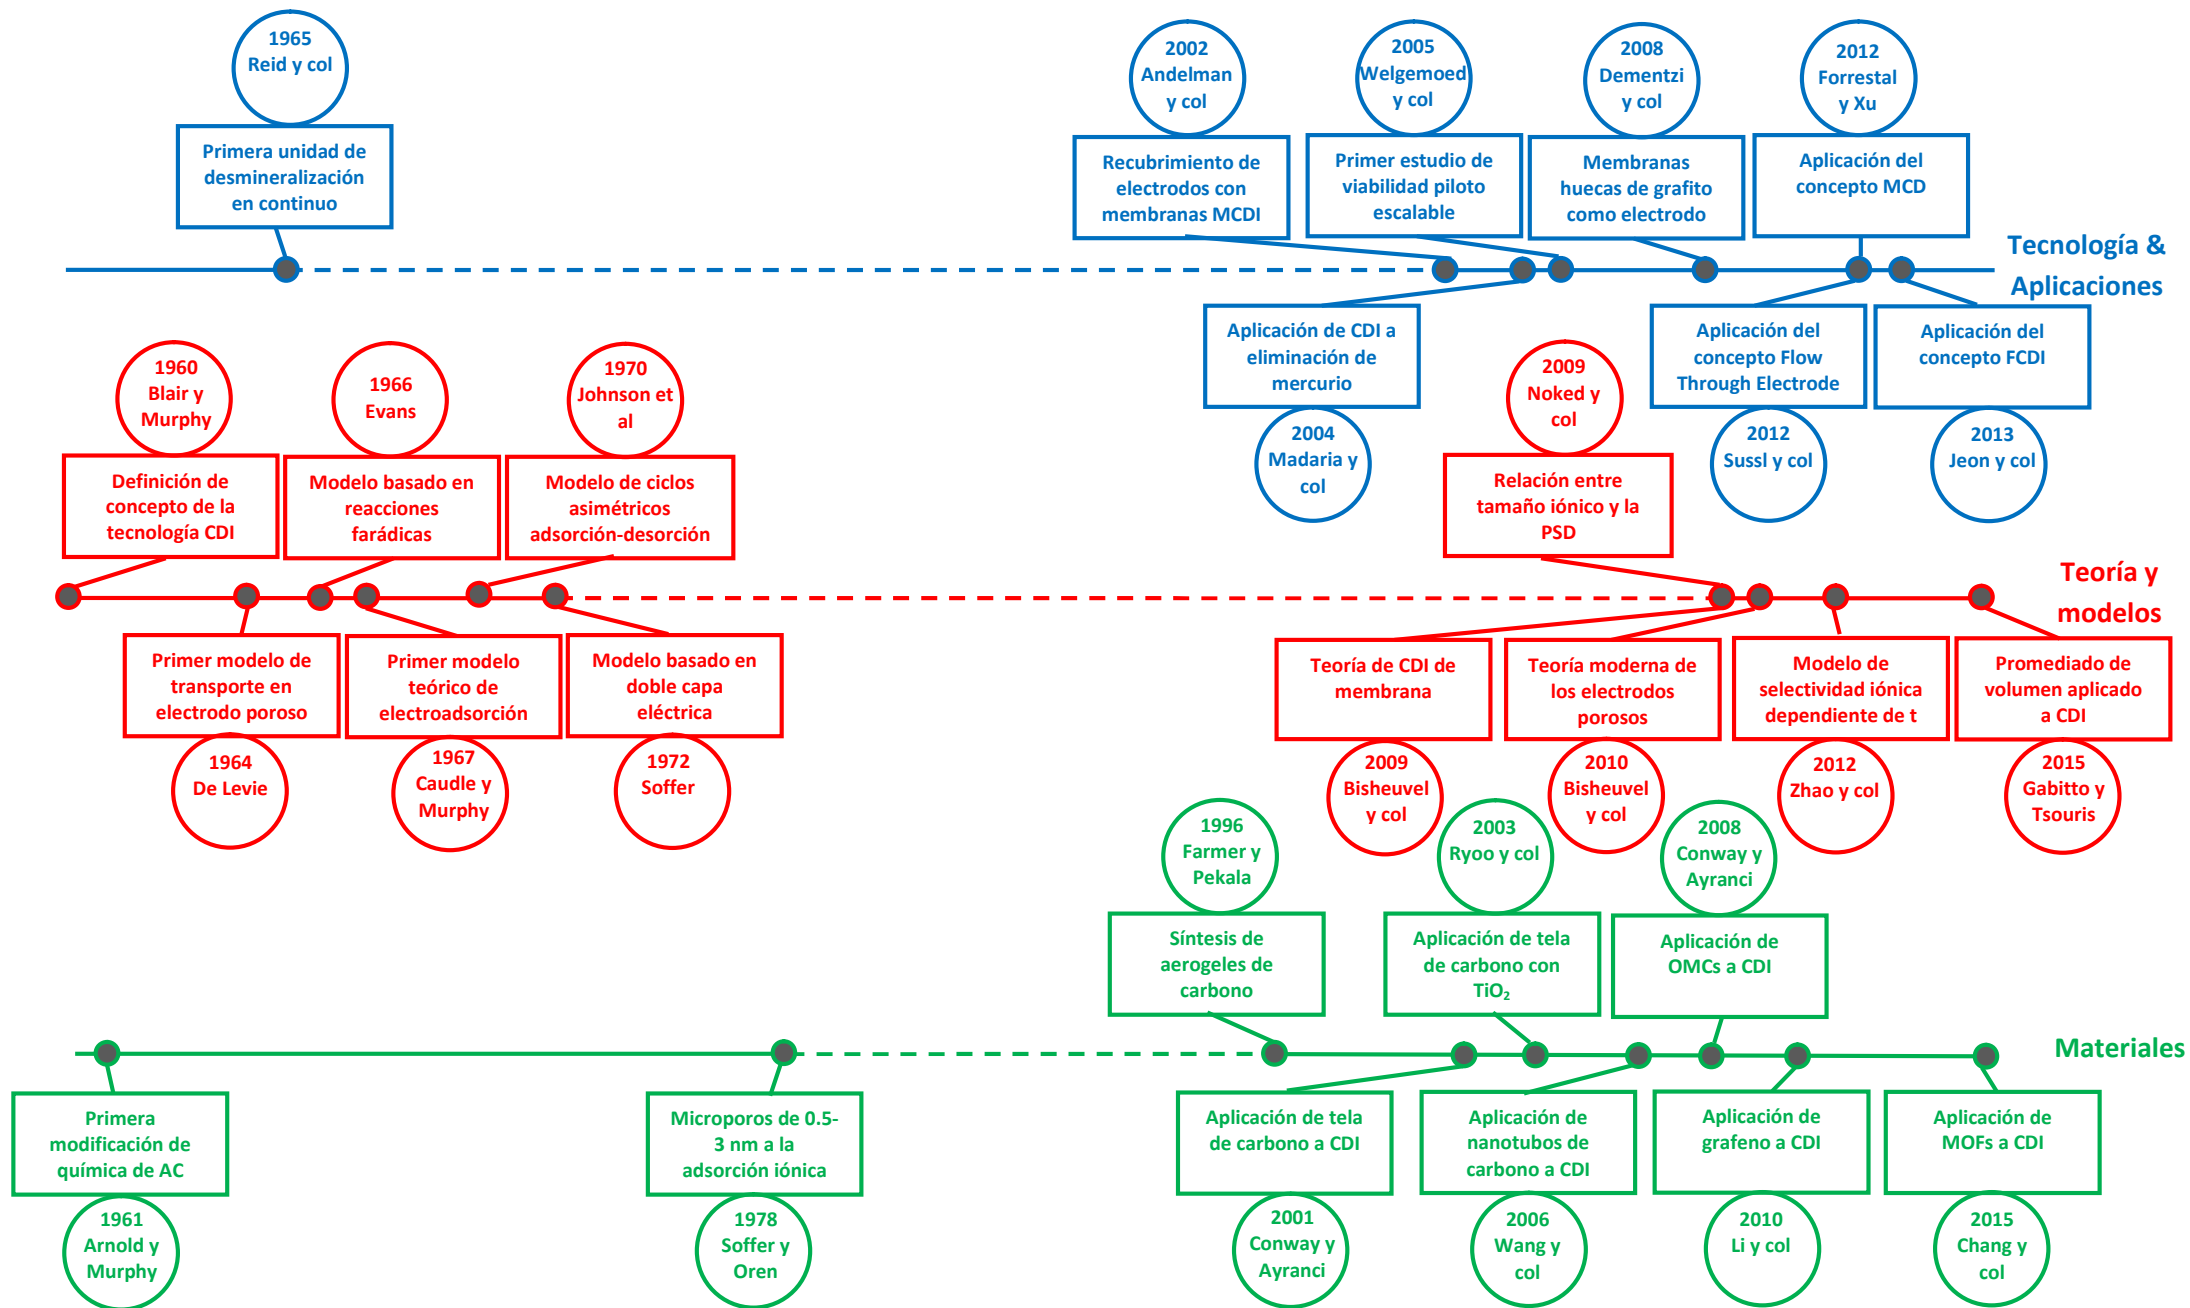 1965
Reid y col
Primera unidad de
desmineralización
en continuo
2002
Andelman
y col
Recubrimiento de
electrodos con
membranas MCDI
2005
Welgemoed
y col
Primer estudio de
viabilidad piloto
escalable
2008
Dementzi
y col
Membranas
huecas de grafito
como electrodo
2012
Forrestal
y Xu
Aplicación del
concepto MCD
Tecnología &
Aplicaciones
Aplicación de CDI a
eliminación de
mercurio
2004
Madaria y
col
Aplicación del
concepto Flow
Through Electrode
2012
Sussl y col
Aplicación del
concepto FCDI
2013
Jeon y col
1960
Blair y
Murphy
Definición de
concepto de la
tecnología CDI
1966
Evans
Modelo basado en
reacciones
farádicas
1970
Johnson et
al
Modelo de ciclos
asimétricos
adsorción-desorción
2009
Noked y
col
Relación entre
tamaño iónico y la
PSD
Teoría y
modelos
Primer modelo de
transporte en
electrodo poroso
1964
De Levie
Primer modelo
teórico de
electroadsorción
1967
Caudle y
Murphy
Modelo basado en
doble capa
eléctrica
1972
Soffer
Teoría de CDI de
membrana
2009
Bisheuvel
y col
Teoría moderna de
los electrodos
porosos
2010
Bisheuvel
y col
Modelo de
selectividad iónica
dependiente de t
2012
Zhao y col
Promediado de
volumen aplicado
a CDI
2015
Gabitto y
Tsouris
1996
Farmer y
Pekala
Síntesis de
aerogeles de
carbono
2003
Ryoo y col
Aplicación de tela
de carbono con
TiO₂
2008
Conway y
Ayranci
Aplicación de
OMCs a CDI
Materiales
Primera
modificación de
química de AC
1961
Arnold y
Murphy
Microporos de 0.5-
3 nm a la
adsorción iónica
1978
Soffer y
Oren
Aplicación de tela
de carbono a CDI
2001
Conway y
Ayranci
Aplicación de
nanotubos de
carbono a CDI
2006
Wang y
col
Aplicación de
grafeno a CDI
2010
Li y col
Aplicación de
MOFs a CDI
2015
Chang y
col